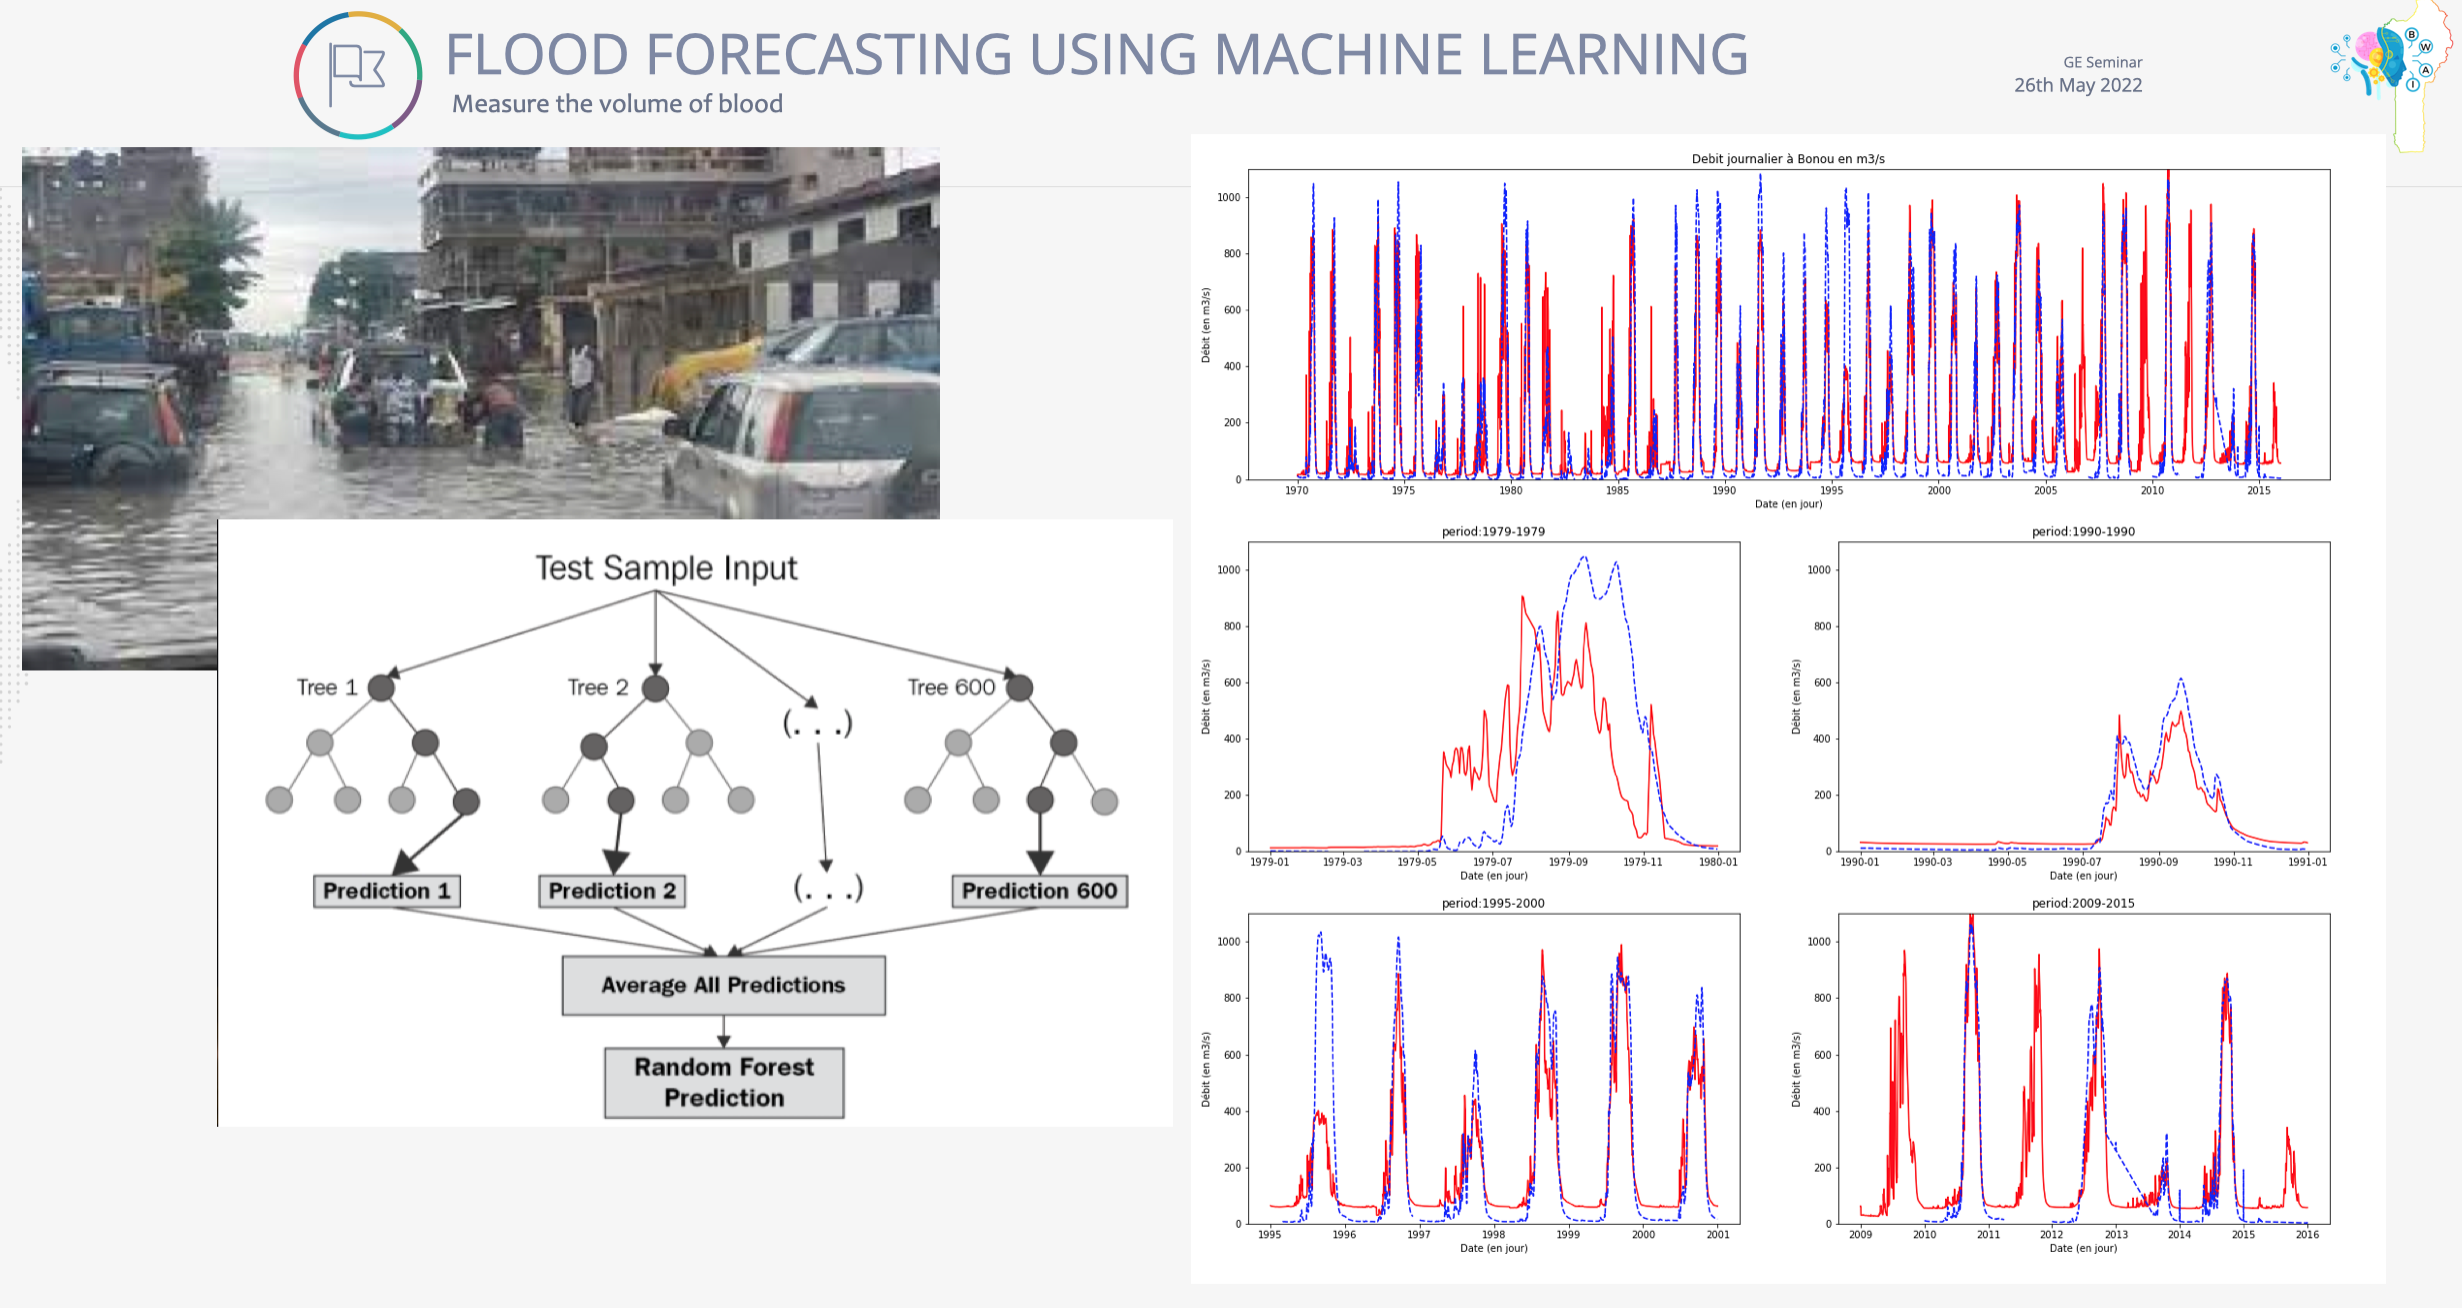 FLOOD FORECASTING USING MACHINE LEARNING
Measure the volume of blood
GE Seminar
26th May 2022
B
W
A
I
Test Sample Input
Tree 1
Tree 2
Tree 600
(. . .)
Prediction 1
Prediction 2
(. . .)
Prediction 600
Average All Predictions
Random Forest
Prediction
Debit journalier à Bonou en m3/s
Débit (en m3/s)
1000
800
600
400
200
0
1970 1975 1980 1985 1990 1995 2000 2005 2010 2015
Date (en jour)
period:1979-1979
Débit (en m3/s)
1000
800
600
400
200
0
1979-01 1979-03 1979-05 1979-07 1979-09 1979-11 1980-01
Date (en jour)
period:1990-1990
Débit (en m3/s)
1000
800
600
400
200
0
1990-01 1990-03 1990-05 1990-07 1990-09 1990-11 1991-01
Date (en jour)
period:1995-2000
Débit (en m3/s)
1000
800
600
400
200
0
1995 1996 1997 1998 1999 2000 2001
Date (en jour)
period:2009-2015
Débit (en m3/s)
1000
800
600
400
200
0
2009 2010 2011 2012 2013 2014 2015 2016
Date (en jour)